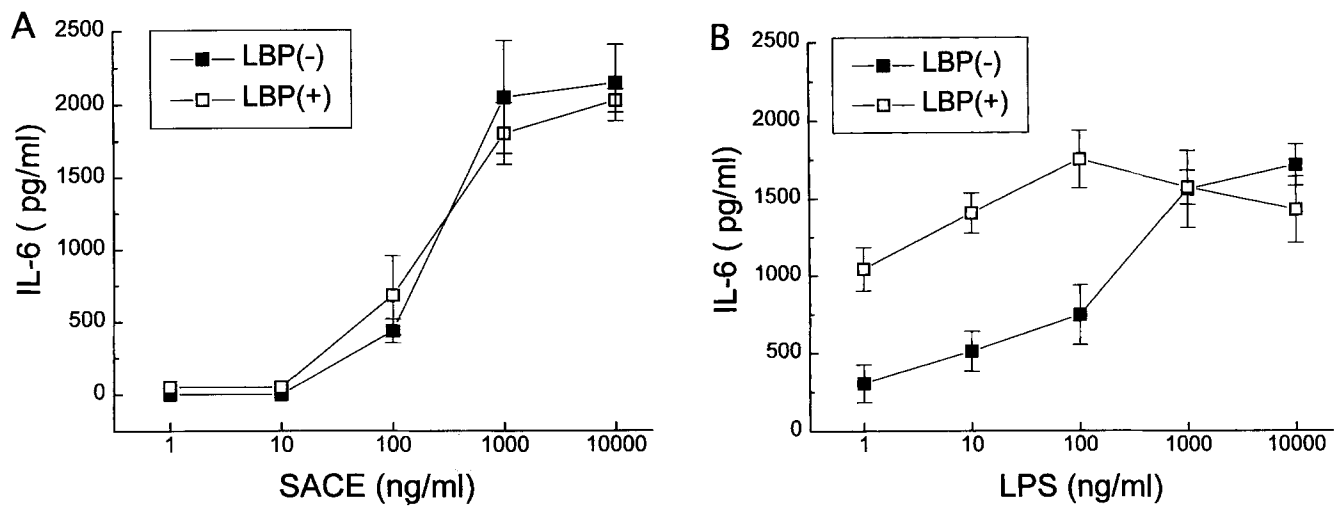 A
LBP(-)
LBP(+)
IL-6 ( pg/ml)
2500
2000
1500
1000
500
0
1 10 100 1000 10000
SACE (ng/ml)
B
LBP(-)
LBP(+)
IL-6 ( pg/ml)
2500
2000
1500
1000
500
0
1 10 100 1000 10000
LPS (ng/ml)